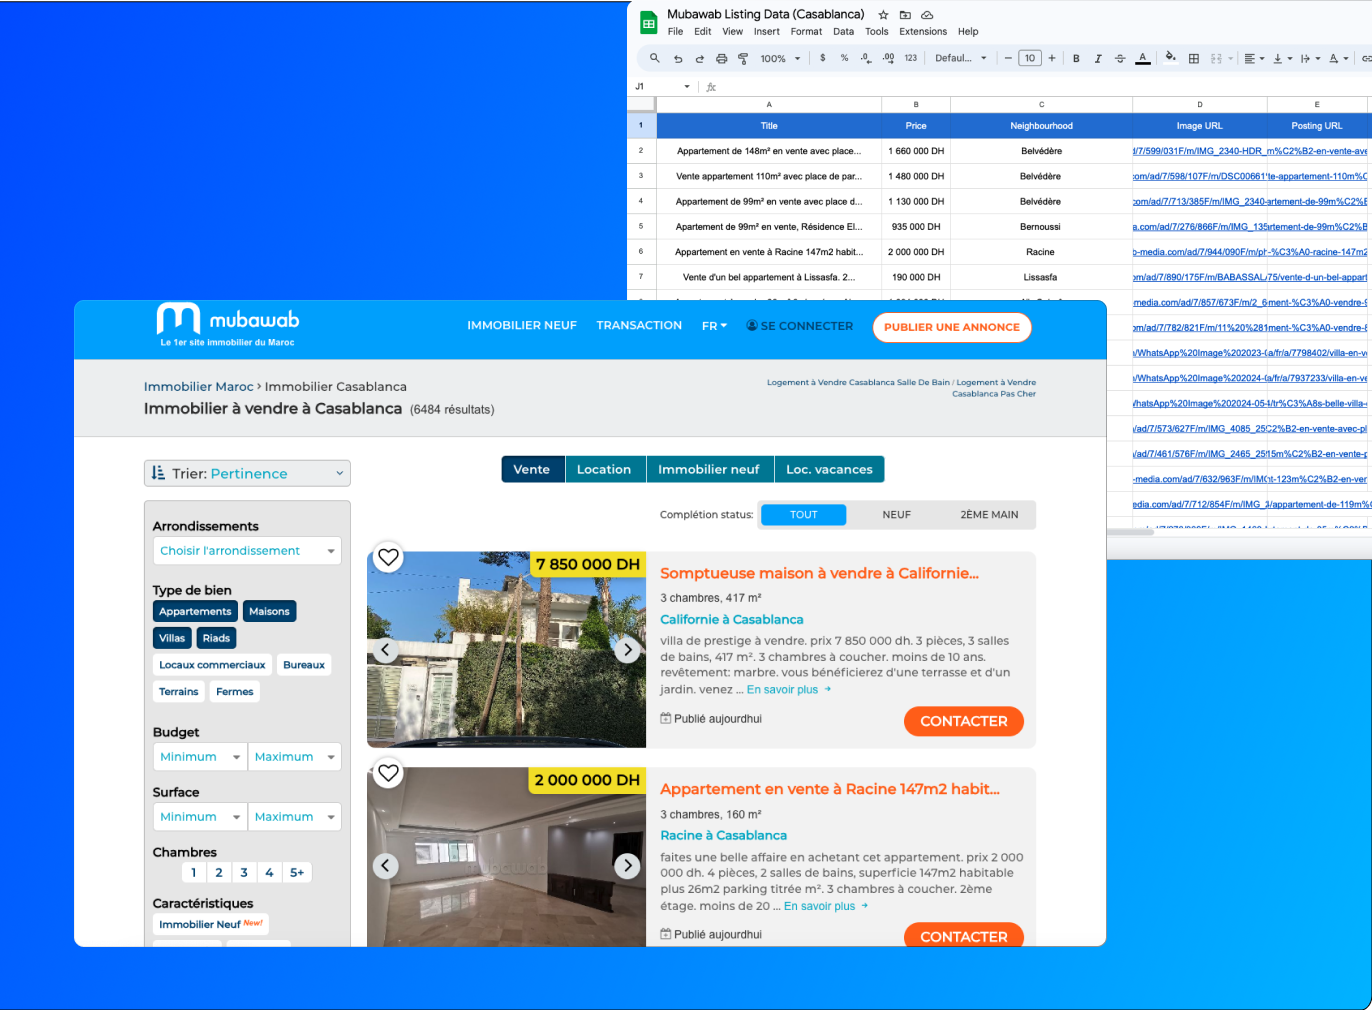 Mubawab Listing Data (Casablanca)
File Edit View Insert Format Data Tools Extensions Help
100% $ % .0 .00 123 Defaul... − 10 + B I A
J1 fx
A B C D E
1 Title Price Neighbourhood Image URL Posting URL
2 Appartement de 148m² en vente avec place... 1 660 000 DH Belvédère /7/599/031F/m/IMG_2340-HDR_ m%C2%B2-en-vente-ave
3 Vente appartement 110m² avec place de par... 1 480 000 DH Belvédère com/ad/7/598/107F/m/DSC00661 te-appartement-110m%C
4 Appartement de 99m² en vente avec place d... 1 130 000 DH Belvédère com/ad/7/713/385F/m/IMG_2340- artement-de-99m%C2%B
5 Apartement de 99m² en vente, Résidence El... 935 000 DH Bernoussi a.com/ad/7/276/866F/m/IMG_135 rtement-de-99m%C2%B
6 Appartement en vente à Racine 147m2 habit... 2 000 000 DH Racine -media.com/ad/7/944/090F/m/ph -%C3%A0-racine-147m2
7 Vente d'un bel appartement à Lissasfa. 2... 190 000 DH Lissasfa om/ad/7/890/175F/m/BABASSAL 75/vente-d-un-bel-appart
media.com/ad/7/857/673F/m/2_6 ment-%C3%A0-vendre-9
om/ad/7/782/821F/m/11%20%281 ment-%C3%A0-vendre-8
/WhatsApp%20Image%202023- a/fr/a/7798402/villa-en-v
/WhatsApp%20Image%202024- a/fr/a/7937233/villa-en-ve
hatsApp%20Image%202024-05- /tr%C3%A8s-belle-villa-
/ad/7/573/627F/m/IMG_4085_25 C2%B2-en-vente-avec-pl
/ad/7/461/576F/m/IMG_2465_25 15m%C2%B2-en-vente-p
-media.com/ad/7/632/963F/m/IM t-123m%C2%B2-en-ver
edia.com/ad/7/712/854F/m/IMG_ /appartement-de-119m%
mubawab
Le 1er site immobilier du Maroc
IMMOBILIER NEUF TRANSACTION FR SE CONNECTER PUBLIER UNE ANNONCE
Immobilier Maroc › Immobilier Casablanca
Immobilier à vendre à Casablanca (6484 résultats)
Logement à Vendre Casablanca Salle De Bain / Logement à Vendre
Casablanca Pas Cher
Trier: Pertinence
Vente Location Immobilier neuf Loc. vacances
Complétion status: TOUT NEUF 2ÈME MAIN
Arrondissements
Choisir l'arrondissement
Type de bien
Appartements Maisons
Villas Riads
Locaux commerciaux Bureaux
Terrains Fermes
Budget
Minimum Maximum
Surface
Minimum Maximum
Chambres
1 2 3 4 5+
Caractéristiques
Immobilier Neuf New!
7 850 000 DH
Somptueuse maison à vendre à Californie...
3 chambres, 417 m²
Californie à Casablanca
villa de prestige à vendre. prix 7 850 000 dh. 3 pièces, 3 salles
de bains, 417 m². 3 chambres à coucher. moins de 10 ans.
revêtement: marbre. vous bénéficierez d'une terrasse et d'un
jardin. venez ... En savoir plus
Publié aujourdhui
CONTACTER
2 000 000 DH
mubawab
Appartement en vente à Racine 147m2 habit...
3 chambres, 160 m²
Racine à Casablanca
faites une belle affaire en achetant cet appartement. prix 2 000
000 dh. 4 pièces, 2 salles de bains, superficie 147m2 habitable
plus 26m2 parking titrée m². 3 chambres à coucher. 2ème
étage. moins de 20 ... En savoir plus
Publié aujourdhui
CONTACTER